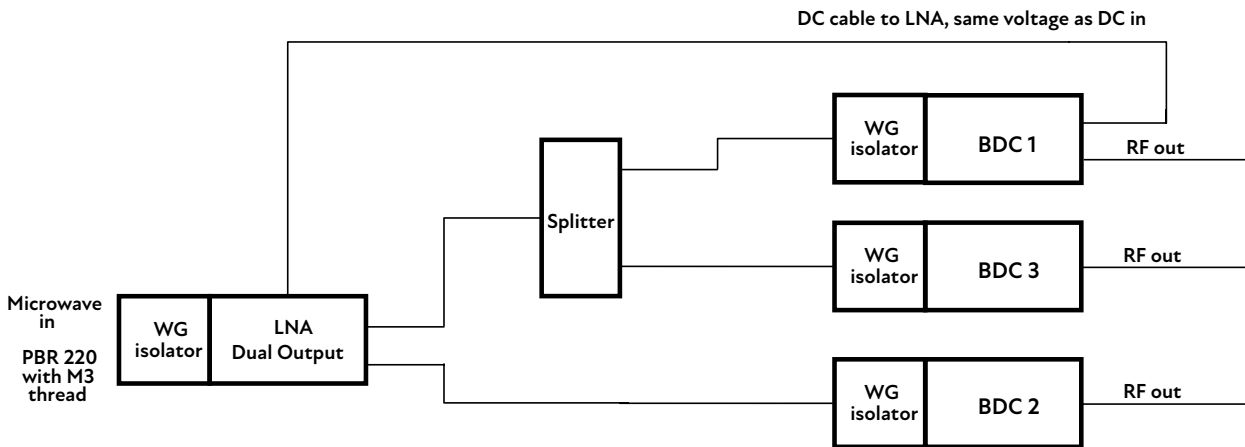 DC cable to LNA, same voltage as DC in
WG
isolator
BDC 1
RF out
Splitter
WG
isolator
BDC 3
RF out
Microwave
in
PBR 220
with M3
thread
WG
isolator
LNA
Dual Output
WG
isolator
BDC 2
RF out